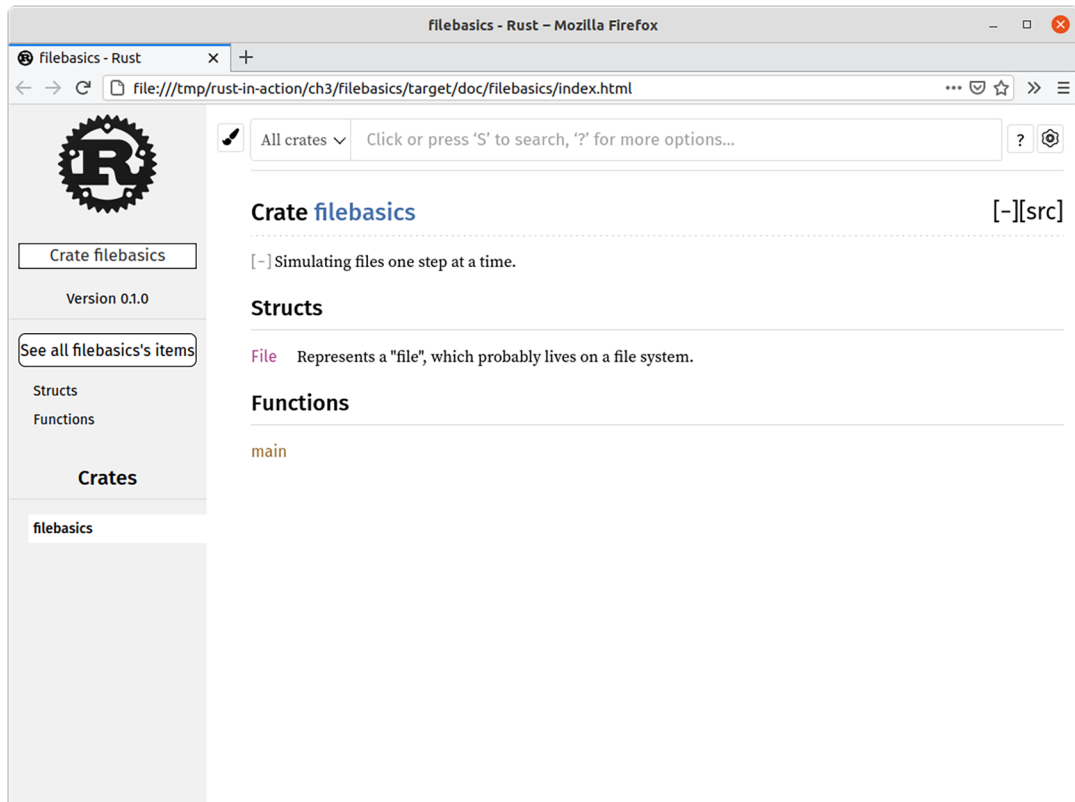 filebasics - Rust – Mozilla Firefox
filebasics - Rust
file:///tmp/rust-in-action/ch3/filebasics/target/doc/filebasics/index.html
R
Crate filebasics
Version 0.1.0
See all filebasics's items
Structs
Functions
Crates
filebasics
All crates
Click or press ‘S’ to search, ‘?’ for more options…
?
Crate filebasics
[-][src]
[-] Simulating files one step at a time.
Structs
File Represents a "file", which probably lives on a file system.
Functions
main